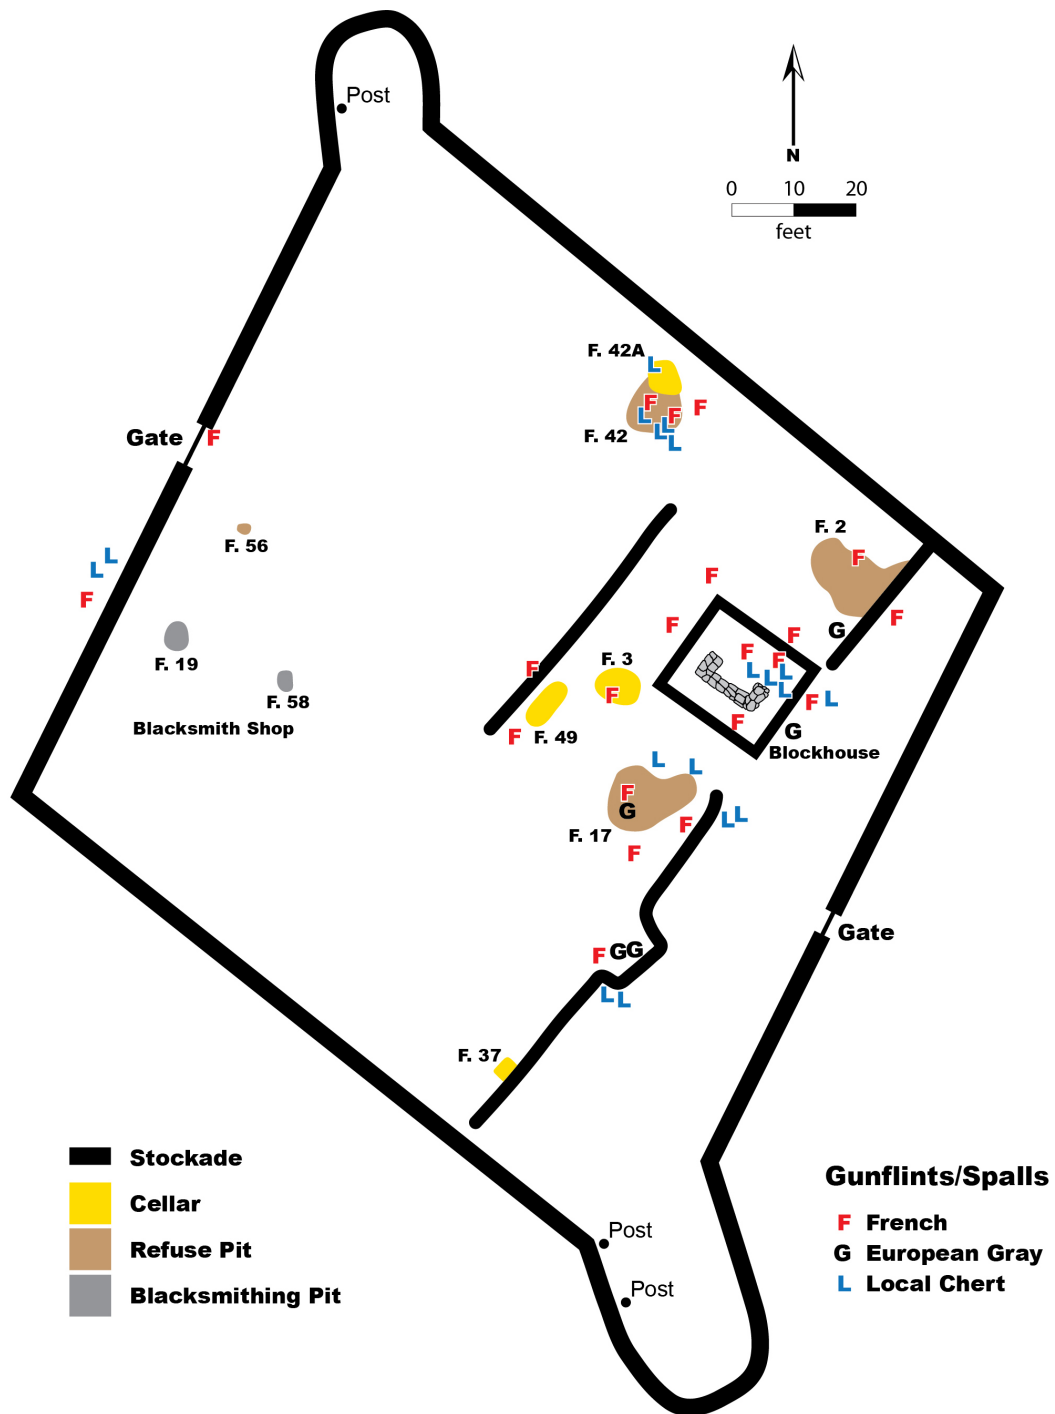 Post
N
0 10 20
feet
F. 42A
L
F
F
F
L
L
F. 42
L
L
Gate
F
F. 2
F
L
L
F
F. 56
F
F
F
G
F
F. 19
F. 58
Blacksmith Shop
F
F. 3
F
F
F
L
L
L
L
F
L
F
G
Blockhouse
F
F. 49
L
L
F
G
F. 17
F
L
L
F
Gate
F
G
G
L
L
F. 37
Stockade
Cellar
Refuse Pit
Blacksmithing Pit
Post
Post
Gunflints/Spalls
F French
G European Gray
L Local Chert